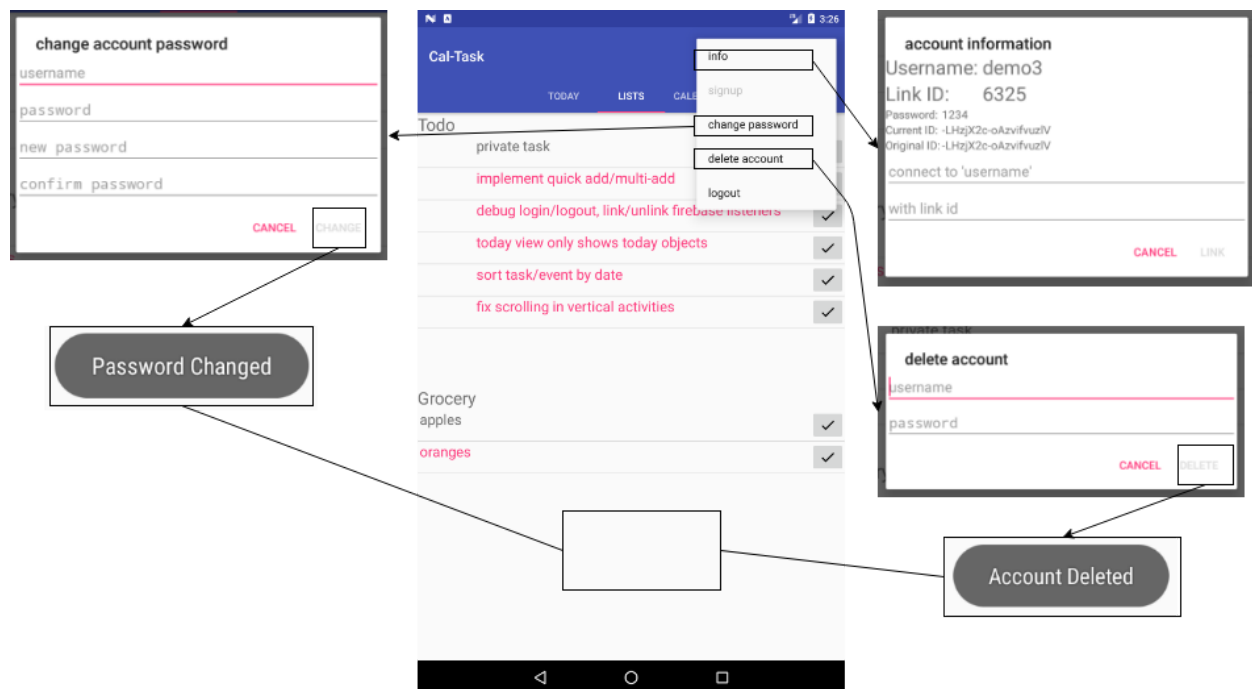 change account password
username
password
new password
confirm password
CANCEL CHANGE
Password Changed
3:26
Cal-Task
TODAY LISTS CALE
info
signup
change password
delete account
logout
Todo
private task
implement quick add/multi-add
debug login/logout, link/unlink firebase listeners
today view only shows today objects
sort task/event by date
fix scrolling in vertical activities
Grocery
apples
oranges
account information
Username: demo3
Link ID: 6325
Password: 1234
Current ID: -LHzjX2c-oAzvifvuzlV
Original ID:-LHzjX2c-oAzvifvuzlV
connect to 'username'
with link id
CANCEL LINK
private task
delete account
username
password
CANCEL DELETE
Account Deleted